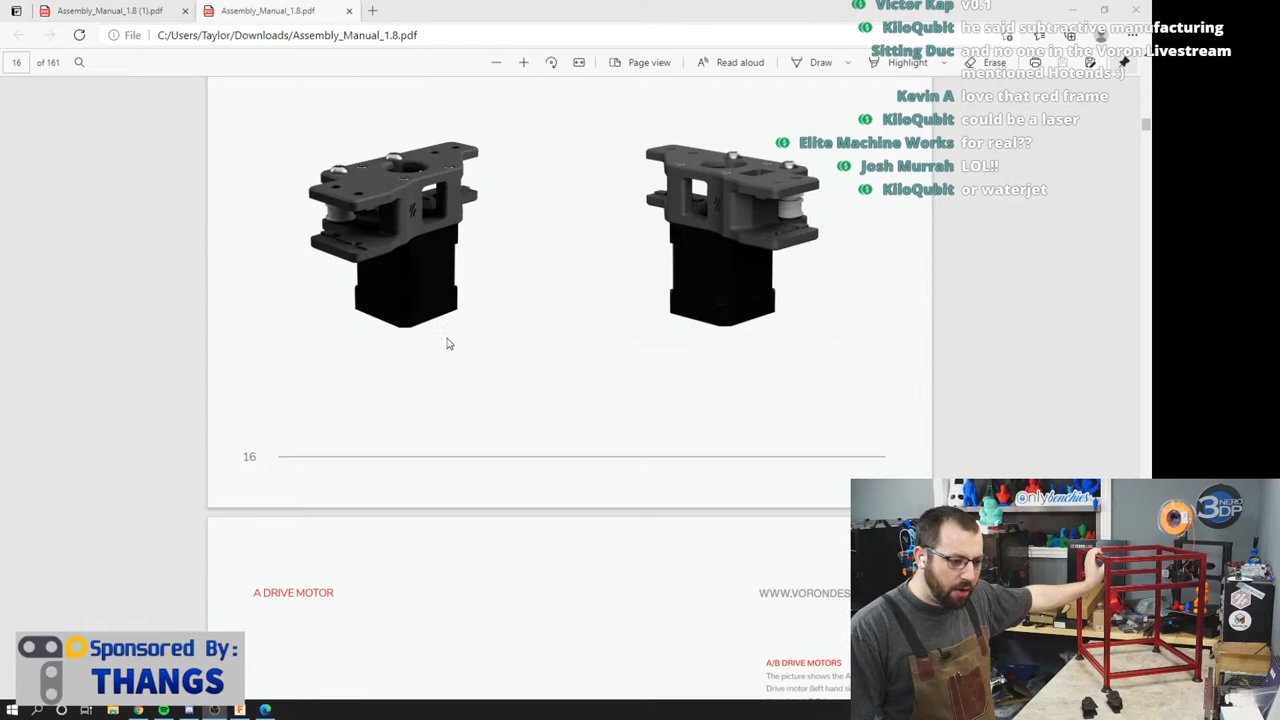 Assembly_Manual_1.8 (1).pdf
Assembly_Manual_1.8.pdf
File
/Downloads/Assembly_Manual_1.8.pdf
16 of 161
Page view
Read aloud
Draw
Highlight
Erase
Victor Kap v0.1
KiloQubit he said subtractive manufacturing
Sitting Duc and no one in the Voron Livestream
mentioned Hotends :)
Kevin A love that red frame
KiloQubit could be a laser
Elite Machine Works for real??
Josh Murrah LOL!!
KiloQubit or waterjet
16
A DRIVE MOTOR
WWW.VORONDES
A/B DRIVE MOTORS
The picture shows the A
Drive motor (left hand si
Sponsored By:
THANGS
onlybenchies
3DP
NERO